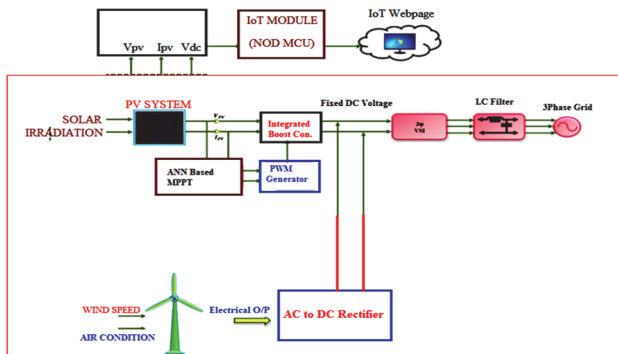 IoT MODULE
(NOD MCU)
IoT Webpage
Vpv Ipv Vdc
PV SYSTEM
SOLAR
IRRADIATION
VPV
IPV
Integrated
Boost Con.
Fixed DC Voltage
3φ
VSI
LC Filter
3Phase Grid
ANN Based
MPPT
PWM
Generator
WIND SPEED
AIR CONDITION
Electrical O/P
AC to DC Rectifier